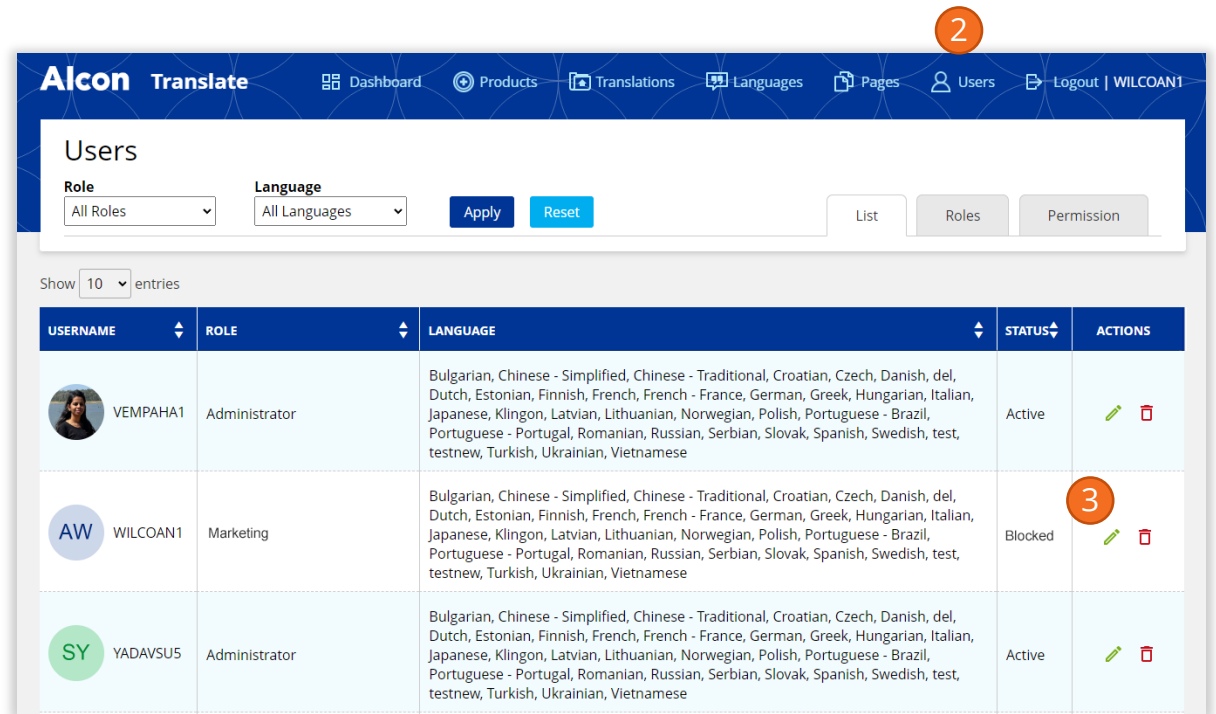 2
Alcon Translate Dashboard Products Translations Languages Pages Users Logout | WILCOAN1
Users
Role Language
All Roles All Languages Apply Reset List Roles Permission
Show 10 entries
USERNAME ROLE LANGUAGE STATUS ACTIONS
Bulgarian, Chinese - Simplified, Chinese - Traditional, Croatian, Czech, Danish, del,
Dutch, Estonian, Finnish, French, French - France, German, Greek, Hungarian, Italian,
VEMPAHA1 Administrator Japanese, Klingon, Latvian, Lithuanian, Norwegian, Polish, Portuguese - Brazil, Active
Portuguese - Portugal, Romanian, Russian, Serbian, Slovak, Spanish, Swedish, test,
testnew, Turkish, Ukrainian, Vietnamese
Bulgarian, Chinese - Simplified, Chinese - Traditional, Croatian, Czech, Danish, del,
3
Dutch, Estonian, Finnish, French, French - France, German, Greek, Hungarian, Italian,
AW WILCOAN1 Marketing Japanese, Klingon, Latvian, Lithuanian, Norwegian, Polish, Portuguese - Brazil, Blocked
Portuguese - Portugal, Romanian, Russian, Serbian, Slovak, Spanish, Swedish, test,
testnew, Turkish, Ukrainian, Vietnamese
Bulgarian, Chinese - Simplified, Chinese - Traditional, Croatian, Czech, Danish, del,
Dutch, Estonian, Finnish, French, French - France, German, Greek, Hungarian, Italian,
SY YADAVSU5 Administrator Japanese, Klingon, Latvian, Lithuanian, Norwegian, Polish, Portuguese - Brazil, Active
Portuguese - Portugal, Romanian, Russian, Serbian, Slovak, Spanish, Swedish, test,
testnew, Turkish, Ukrainian, Vietnamese